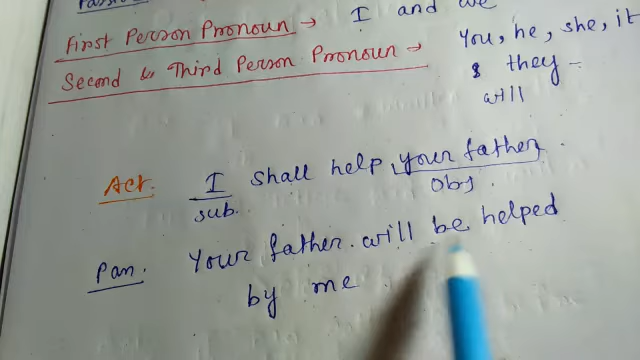 First Person Pronoun → I and we
Second & Third Person Pronoun → You, he, she, it
& they -
will
Act. I shall help your father.
sub. obj.
Pass. Your father will be helped
by me